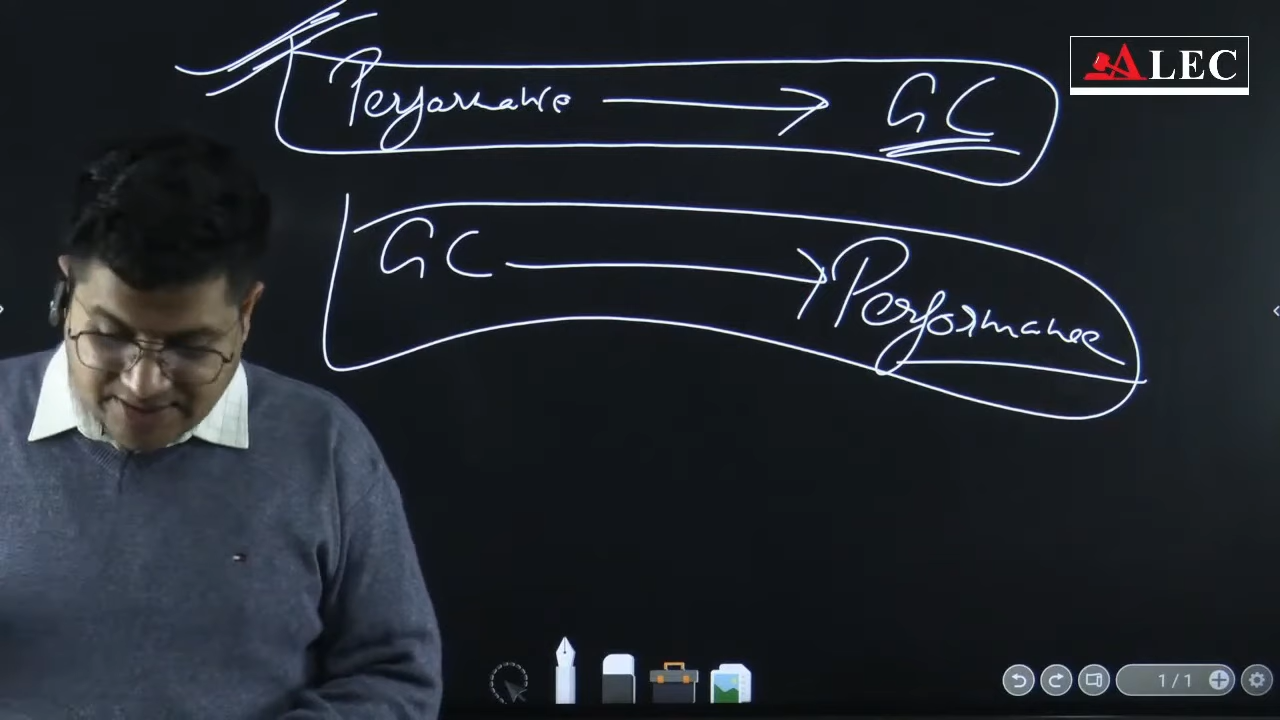 ALEC
Performance → GC
GC → Performance
1/1